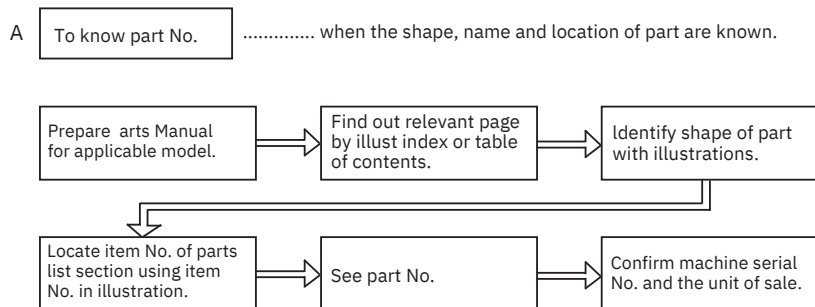 A To know part No. .............. when the shape, name and location of part are known.
Prepare arts Manual
for applicable model.
Find out relevant page
by illust index or table
of contents.
Identify shape of part
with illustrations.
Locate item No. of parts
list section using item
No. in illustration.
See part No.
Confirm machine serial
No. and the unit of sale.